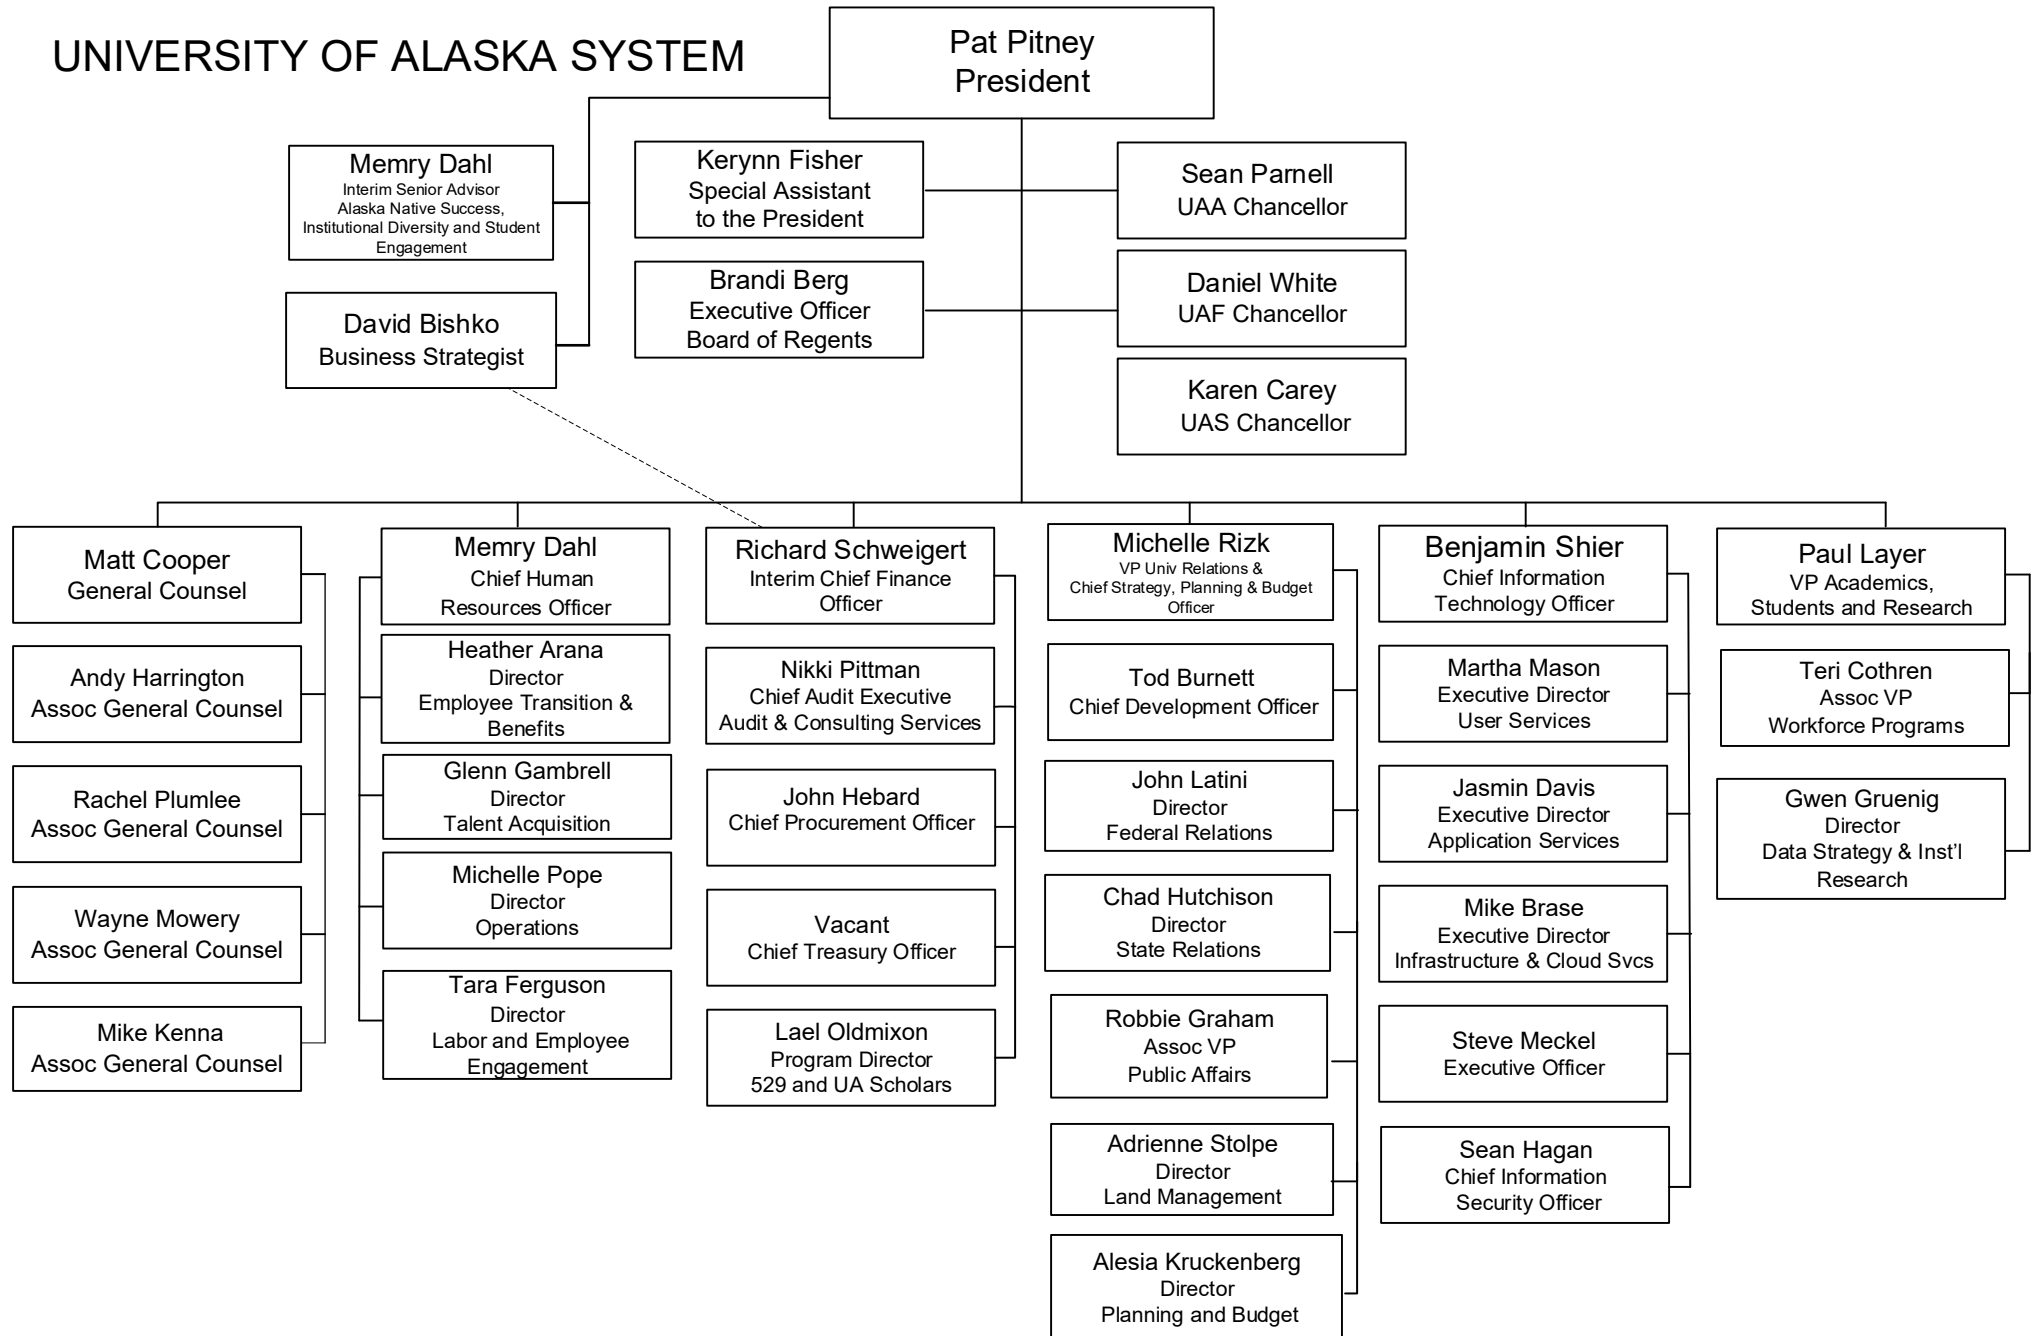 UNIVERSITY OF ALASKA SYSTEM
Pat Pitney
President
Memry Dahl
Interim Senior Advisor
Alaska Native Success,
Institutional Diversity and Student
Engagement
Kerynn Fisher
Special Assistant
to the President
Sean Parnell
UAA Chancellor
David Bishko
Business Strategist
Brandi Berg
Executive Officer
Board of Regents
Daniel White
UAF Chancellor
Karen Carey
UAS Chancellor
Matt Cooper
General Counsel
Andy Harrington
Assoc General Counsel
Rachel Plumlee
Assoc General Counsel
Wayne Mowery
Assoc General Counsel
Mike Kenna
Assoc General Counsel
Memry Dahl
Chief Human
Resources Officer
Heather Arana
Director
Employee Transition &
Benefits
Glenn Gambrell
Director
Talent Acquisition
Michelle Pope
Director
Operations
Tara Ferguson
Director
Labor and Employee
Engagement
Richard Schweigert
Interim Chief Finance
Officer
Nikki Pittman
Chief Audit Executive
Audit & Consulting Services
John Hebard
Chief Procurement Officer
Vacant
Chief Treasury Officer
Lael Oldmixon
Program Director
529 and UA Scholars
Michelle Rizk
VP Univ Relations &
Chief Strategy, Planning & Budget
Officer
Tod Burnett
Chief Development Officer
John Latini
Director
Federal Relations
Chad Hutchison
Director
State Relations
Robbie Graham
Assoc VP
Public Affairs
Adrienne Stolpe
Director
Land Management
Alesia Kruckenberg
Director
Planning and Budget
Benjamin Shier
Chief Information
Technology Officer
Martha Mason
Executive Director
User Services
Jasmin Davis
Executive Director
Application Services
Mike Brase
Executive Director
Infrastructure & Cloud Svcs
Steve Meckel
Executive Officer
Sean Hagan
Chief Information
Security Officer
Paul Layer
VP Academics,
Students and Research
Teri Cothren
Assoc VP
Workforce Programs
Gwen Gruenig
Director
Data Strategy & Inst’l
Research